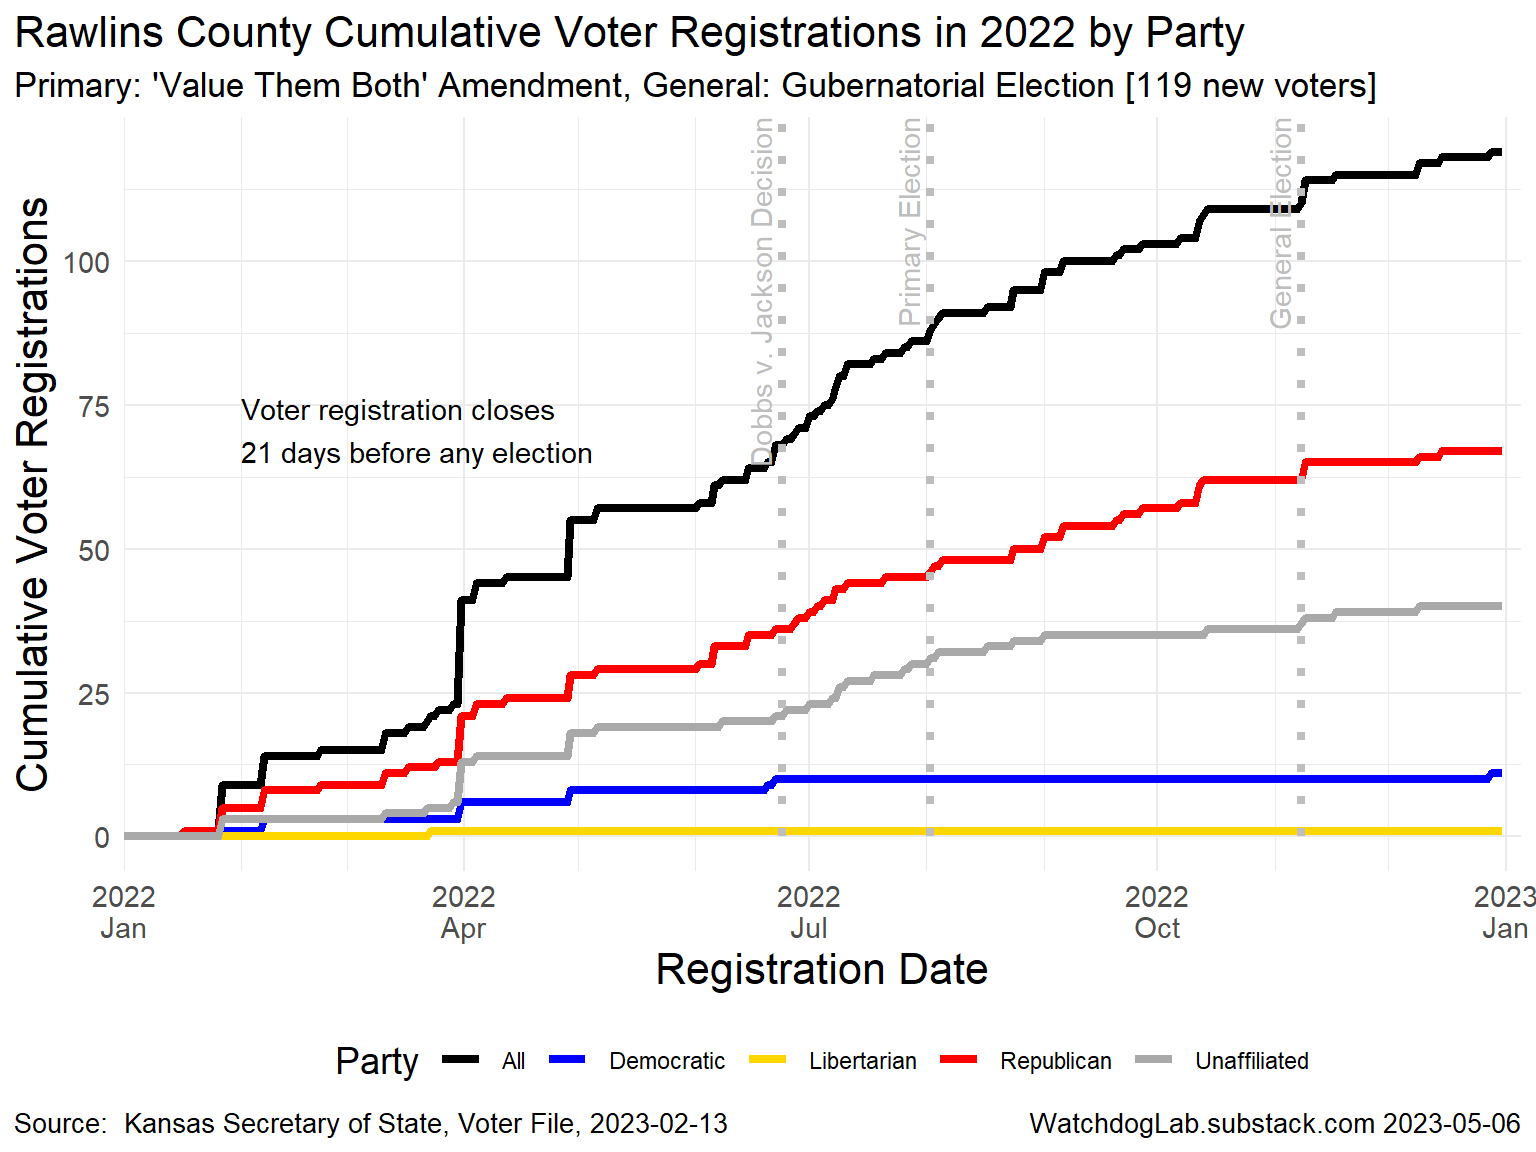 Rawlins County Cumulative Voter Registrations in 2022 by Party
Primary: 'Value Them Both' Amendment, General: Gubernatorial Election [119 new voters]
Cumulative Voter Registrations
100
75
50
25
0
Dobbs v. Jackson Decision
Primary Election
General Election
Voter registration closes
21 days before any election
2022
Jan
2022
Apr
2022
Jul
2022
Oct
2023
Jan
Registration Date
Party
All
Democratic
Libertarian
Republican
Unaffiliated
Source:  Kansas Secretary of State, Voter File, 2023-02-13
WatchdogLab.substack.com 2023-05-06